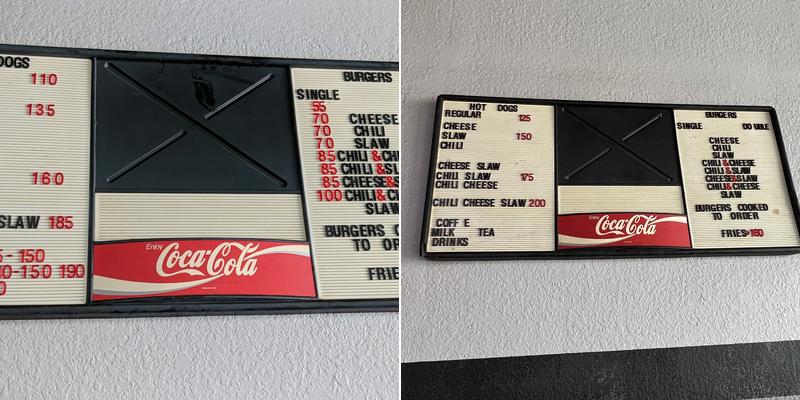 DOGS
110
135
160
SLAW 185
- 150
0-150 190
0
Enjoy
Coca-Cola
BURGERS
SINGLE
55
70 CHEESE
70 CHILI
70 SLAW
85 CHILI &CH
85 CHILI &SL
85 CHEESE&S
100 CHILI&C
SLAW
BURGERS C
TO OR
FRIE
HOT DOGS
REGULAR 125
CHEESE
SLAW 150
CHILI
CHEESE SLAW
CHILI SLAW 175
CHILI CHEESE
CHILI CHEESE SLAW 200
COFF E
MILK TEA
DRINKS
Enjoy
Coca-Cola
BURGERS
SINGLE DO UBLE
CHEESE
CHILI
SLAW
CHILI &CHEESE
CHILI &SLAW
CHEESE&SLAW
CHILI&CHEESE
SLAW
BURGERS COOKED
TO ORDER
FRIES-160